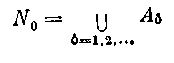 N₀ = ⋃ A_δ
δ=1,2,...